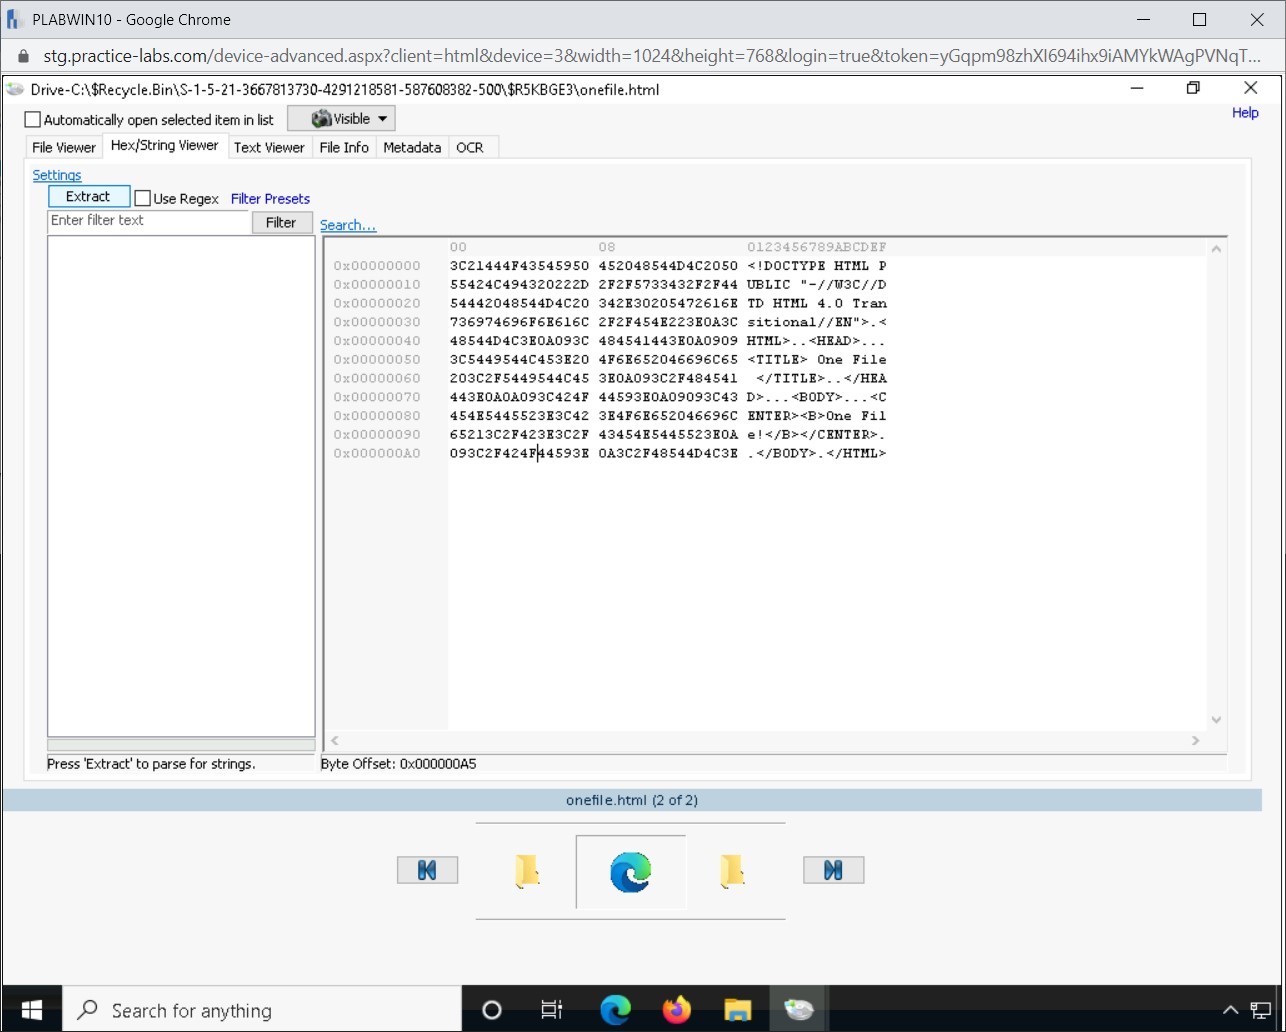 PLABWIN10 - Google Chrome
stg.practice-labs.com/device-advanced.aspx?client=html&device=3&width=1024&height=768&login=true&token=yGqpm98zhXI694ihx9iAMYkWAgPVNqT...
Drive-C:\$Recycle.Bin\S-1-5-21-3667813730-4291218581-587608382-500\$R5KBGE3\onefile.html
Automatically open selected item in list
Visible
Help
File Viewer Hex/String Viewer Text Viewer File Info Metadata OCR
Settings
Extract Use Regex Filter Presets
Enter filter text Filter Search...
00 08 0123456789ABCDEF
0x00000000 3C21444F43545950 452048544D4C2050 <!DOCTYPE HTML P
0x00000010 55424C494320222D 2F2F5733432F2F44 UBLIC "-//W3C//D
0x00000020 54442048544D4C20 342E30205472616E TD HTML 4.0 Tran
0x00000030 736974696F6E616C 2F2F454E223E0A3C sitional//EN">.<
0x00000040 48544D4C3E0A093C 484541443E0A0909 HTML>..<HEAD>...
0x00000050 3C5449544C453E20 4F6E652046696C65 <TITLE> One File
0x00000060 203C2F5449544C45 3E0A093C2F484541 </TITLE>..</HEA
0x00000070 443E0A0A093C424F 44593E0A09093C43 D>...<BODY>...<C
0x00000080 454E5445523E3C42 3E4F6E652046696C ENTER><B>One Fil
0x00000090 65213C2F423E3C2F 43454E5445523E0A e!</B></CENTER>.
0x000000A0 093C2F424F44593E 0A3C2F48544D4C3E .</BODY>.</HTML>
Press 'Extract' to parse for strings. Byte Offset: 0x000000A5
onefile.html (2 of 2)
Search for anything